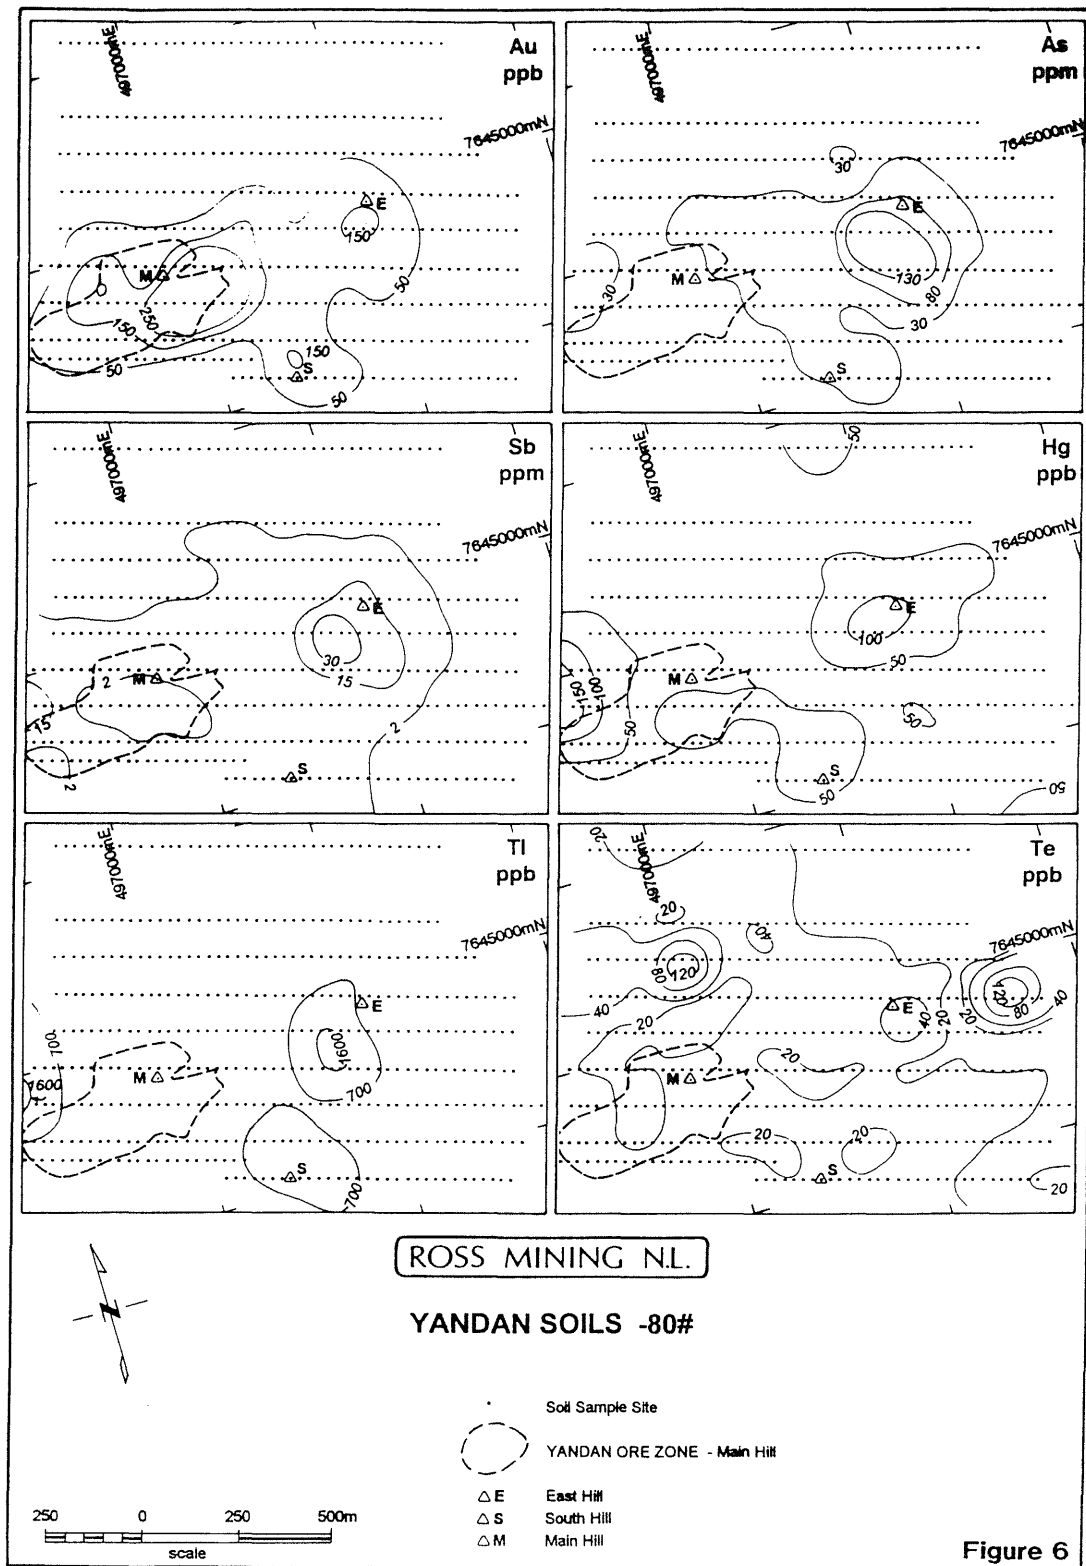 Au
ppb
497000mE
7645000mN
E
150
M
250
150
50
50
150
S
50
As
ppm
497000mE
7645000mN
30
E
130
80
30
M
30
S
Sb
ppm
497000mE
7645000mN
E
30
15
2
M
15
2
2
S
Hg
ppb
497000mE
50
7645000mN
E
100
50
M
150
100
50
50
S
50
50
Tl
ppb
497000mE
7645000mN
E
1600
700
700
M
1600
S
700
Te
ppb
20
497000mE
20
40
7645000mN
80
120
40
20
E
40
20
20
120
80
40
M
20
20
20
S
20
ROSS MINING N.L.
YANDAN SOILS -80#
N
Soil Sample Site
YANDAN ORE ZONE - Main Hill
E East Hill
S South Hill
M Main Hill
250 0 250 500m
scale
Figure 6